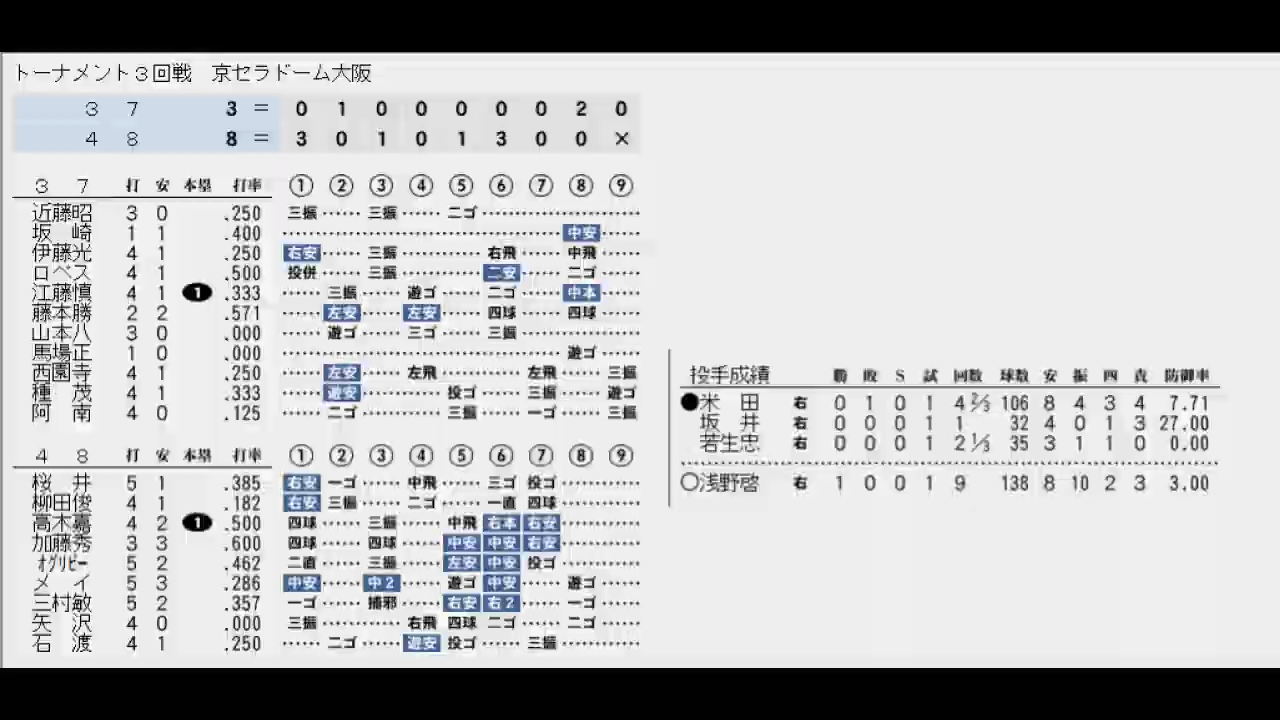 トーナメント３回戦　京セラドーム大阪
３　７　3 = 0 1 0 0 0 0 0 2 0
４　８　8 = 3 0 1 0 1 3 0 0 ×
３　７　打 安 本塁 打率 ① ② ③ ④ ⑤ ⑥ ⑦ ⑧ ⑨
近藤昭 3 0 .250 三振 …… 三振 …… 二ゴ ……………………
坂　崎 1 1 .400 …………………………………… 中安 ……
伊藤光 4 1 .250 右安 …… 三振 ………… 右飛 …… 中飛 ……
ロペス 4 1 .500 投併 …… 三振 ………… 二安 …… 二ゴ ……
江藤慎 4 1 ❶ .333 …… 三振 …… 遊ゴ …… 二ゴ …… 中本 ……
藤本勝 2 2 .571 …… 左安 …… 左安 …… 四球 …… 四球 ……
山本八 3 0 .000 …… 遊ゴ …… 三ゴ …… 三振 ………………
馬場正 1 0 .000 …………………………………… 遊ゴ ……
西園寺 4 1 .250 …… 左安 …… 左飛 ………… 左飛 …… 三振
種　茂 4 1 .333 …… 遊安 ………… 投ゴ …… 三振 …… 遊ゴ
阿　南 4 0 .125 …… 二ゴ ………… 三振 …… 一ゴ …… 三振
４　８　打 安 本塁 打率 ① ② ③ ④ ⑤ ⑥ ⑦ ⑧ ⑨
桜　井 5 1 .385 右安 一ゴ …… 中飛 …… 三ゴ 投ゴ …………
柳田俊 4 1 .182 右安 三振 …… 二ゴ …… 一直 四球 …………
高木嘉 4 2 ❶ .500 四球 …… 三振 …… 中飛 右本 右安 …………
加藤秀 3 3 .600 四球 …… 四球 …… 中安 中安 右安 …………
ｵｸﾞﾘﾋﾞｰ 5 2 .462 二直 …… 三振 …… 左安 中安 投ゴ …………
メ　イ 5 3 .286 中安 …… 中２ …… 遊ゴ 中安 …… 遊ゴ ……
三村敏 5 2 .357 一ゴ …… 捕邪 …… 右安 右２ …… 一ゴ ……
矢　沢 4 0 .000 三振 ………… 右飛 四球 二ゴ …… 二ゴ ……
石　渡 4 1 .250 …… 二ゴ …… 遊安 投ゴ …… 三振 …………
投手成績　勝 敗 S 試 回数 球数 安 振 四 責 防御率
●米　田 右 0 1 0 1 4 2/3 106 8 4 3 4 7.71
坂　井 右 0 0 0 1 1 32 4 0 1 3 27.00
若生忠 右 0 0 0 1 2 1/3 35 3 1 1 0 0.00
○浅野啓 右 1 0 0 1 9 138 8 10 2 3 3.00